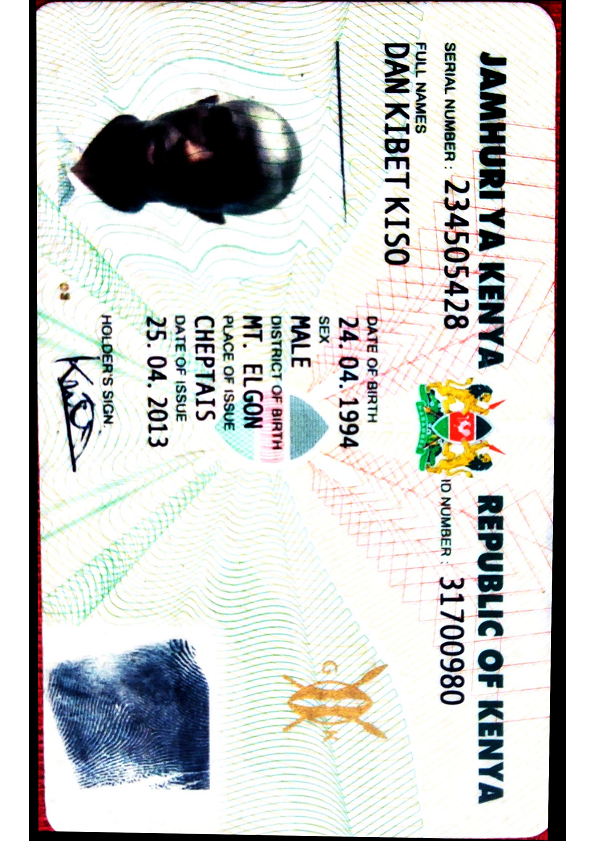 JAMHURI YA KENYA REPUBLIC OF KENYA
SERIAL NUMBER : 234505428 ID NUMBER : 31700980
FULL NAMES
DAN KIBET KISO
DATE OF BIRTH
24. 04. 1994
SEX
MALE
DISTRICT OF BIRTH
MT. ELGON
PLACE OF ISSUE
CHEPTAIS
DATE OF ISSUE
25. 04. 2013
HOLDER'S SIGN.